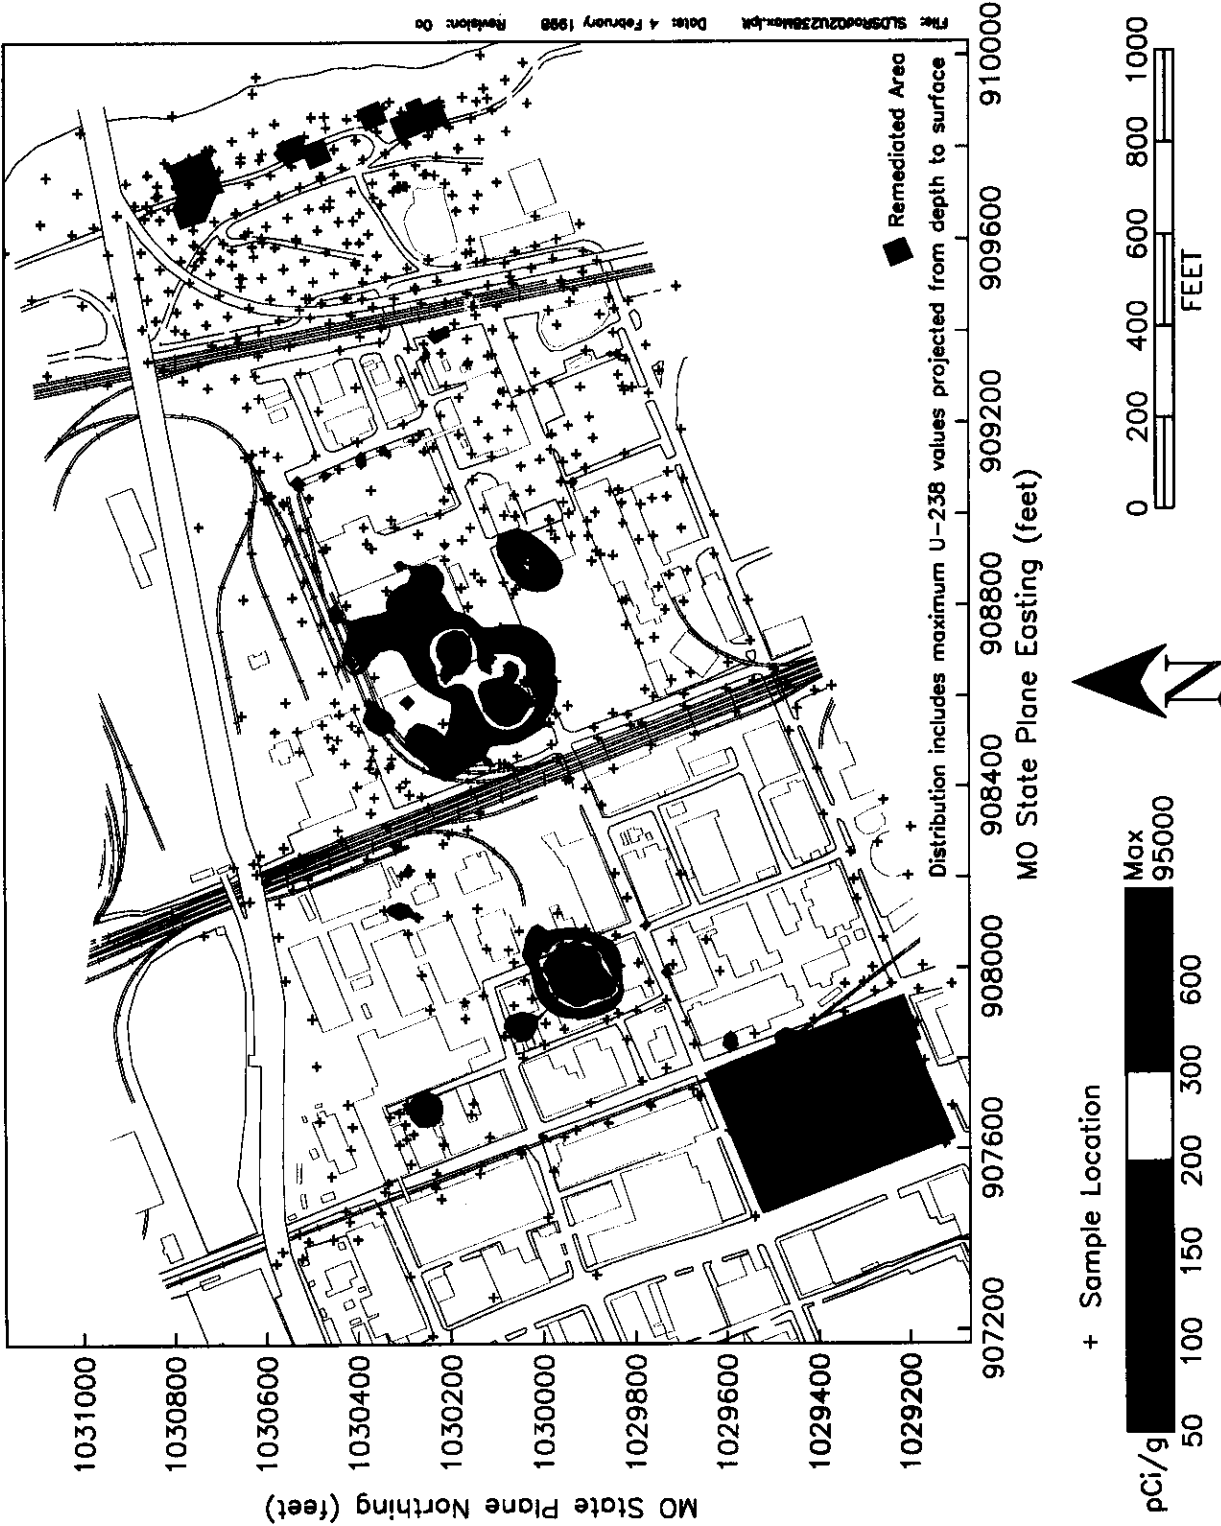 File: SLDSRod02U238Max.lpk Date: 4 February 1998 Revision: 0o
Remediated Area
Distribution includes maximum U-238 values projected from depth to surface
1031000
1030800
1030600
1030400
1030200
1030000
1029800
1029600
1029400
1029200
MO State Plane Northing (feet)
907200 907600 908000 908400 908800 909200 909600 910000
MO State Plane Easting (feet)
+ Sample Location
pCi/g
Max
95000
50 100 150 200 300 600
N
0 200 400 600 800 1000
FEET